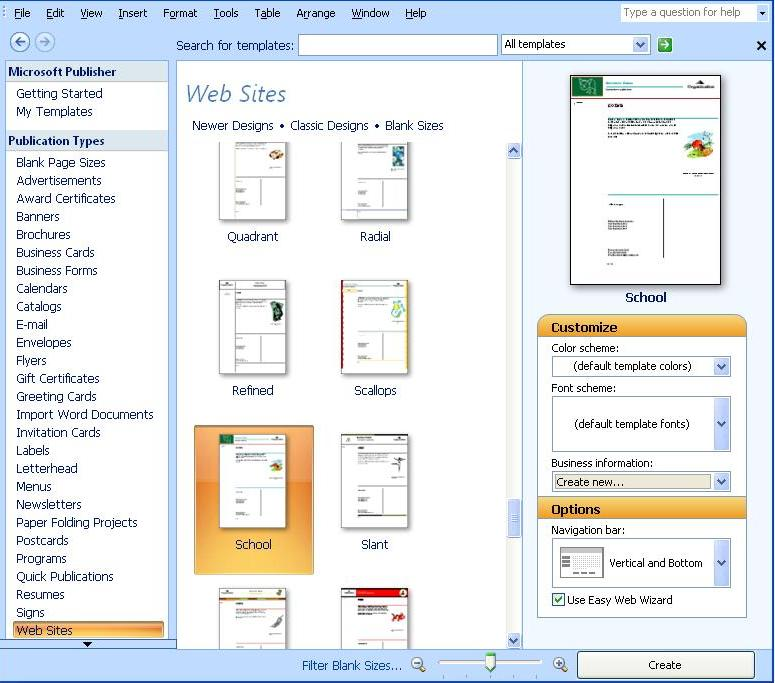 File Edit View Insert Format Tools Table Arrange Window Help
Type a question for help
Search for templates:
All templates
Microsoft Publisher
Getting Started
My Templates
Publication Types
Blank Page Sizes
Advertisements
Award Certificates
Banners
Brochures
Business Cards
Business Forms
Calendars
Catalogs
E-mail
Envelopes
Flyers
Gift Certificates
Greeting Cards
Import Word Documents
Invitation Cards
Labels
Letterhead
Menus
Newsletters
Paper Folding Projects
Postcards
Programs
Quick Publications
Resumes
Signs
Web Sites
Web Sites
Newer Designs • Classic Designs • Blank Sizes
Quadrant
Radial
Refined
Scallops
School
Slant
Filter Blank Sizes...
Organization
School
Customize
Color scheme:
(default template colors)
Font scheme:
(default template fonts)
Business information:
Create new...
Options
Navigation bar:
Vertical and Bottom
Use Easy Web Wizard
Create